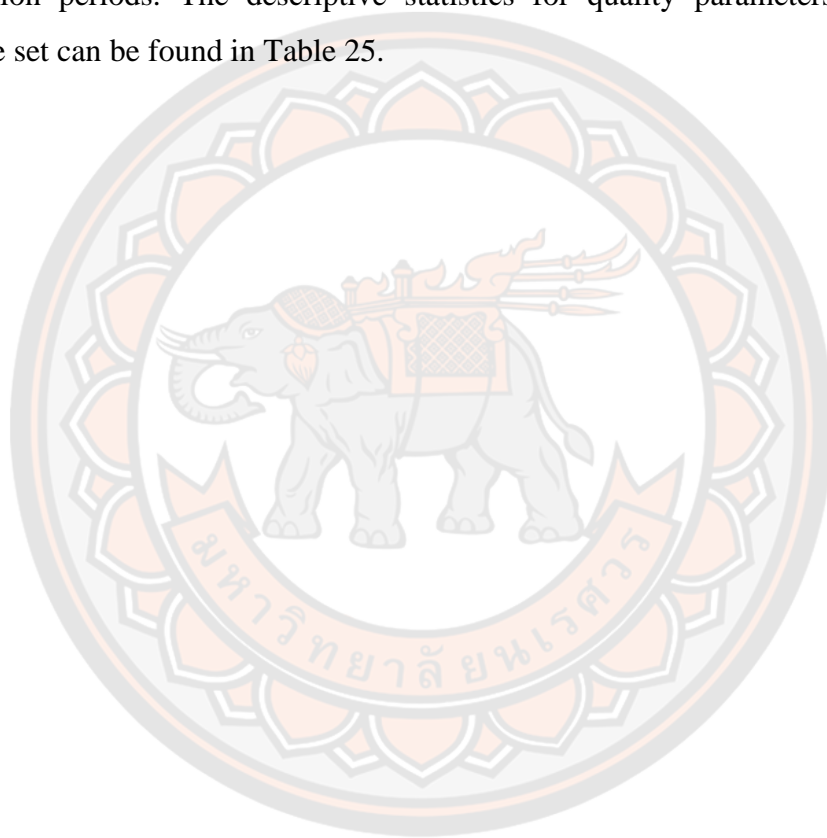 periods. The descriptive statistics for quality parameters
set can be found in Table 25.
มหาวิทยาลัยนเรศวร